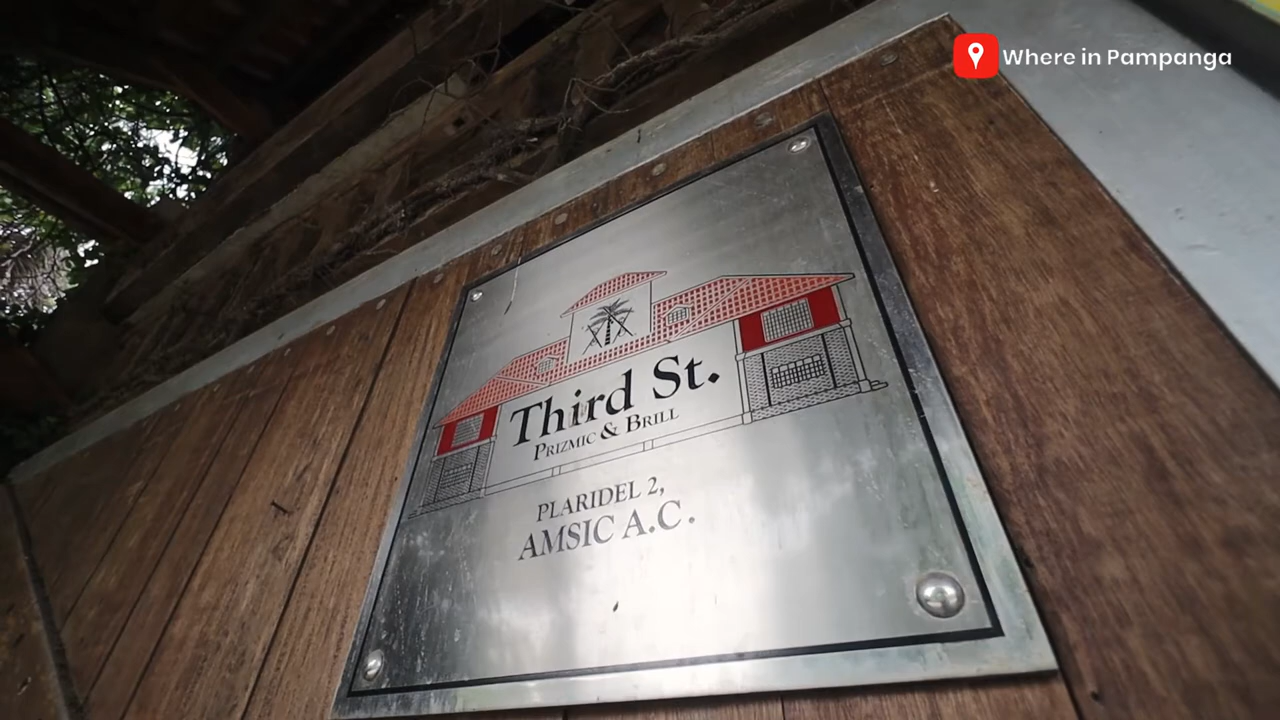 Where in Pampanga
Third St.
PRIZMIC & BRILL
PLARIDEL 2,
AMSIC A.C.